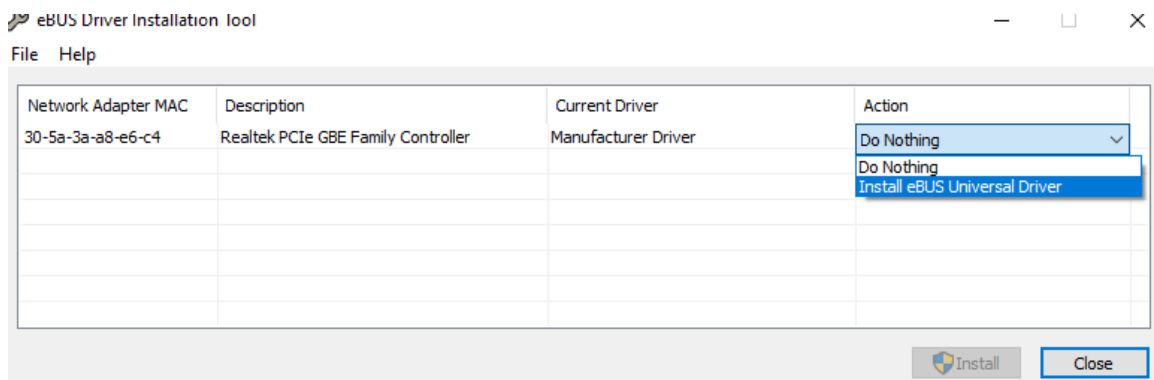 eBUS Driver Installation Tool
File Help
Network Adapter MAC Description Current Driver Action
30-5a-3a-a8-e6-c4 Realtek PCIe GBE Family Controller Manufacturer Driver Do Nothing
Do Nothing
Install eBUS Universal Driver
Install Close